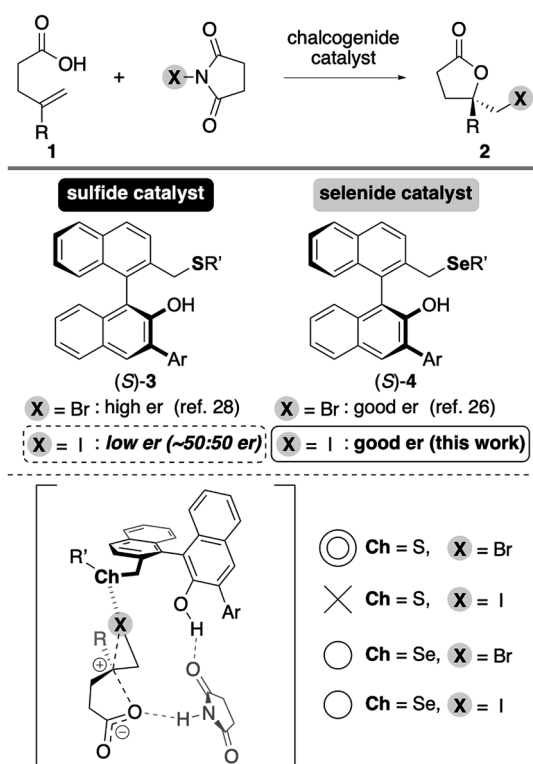 O
OH
R
1
+
X-N
O
O
chalcogenide
catalyst
O
O
R
X
2
sulfide catalyst
selenide catalyst
SR'
OH
Ar
(S)-3
SeR'
OH
Ar
(S)-4
X = Br : high er (ref. 28)
X = Br : good er (ref. 26)
X = I : low er (~50:50 er)
X = I : good er (this work)
R'
Ch
O
H
Ar
X
R
⊕
O
O
⊖
H
N
O
O
Ch = S, X = Br
Ch = S, X = I
Ch = Se, X = Br
Ch = Se, X = I